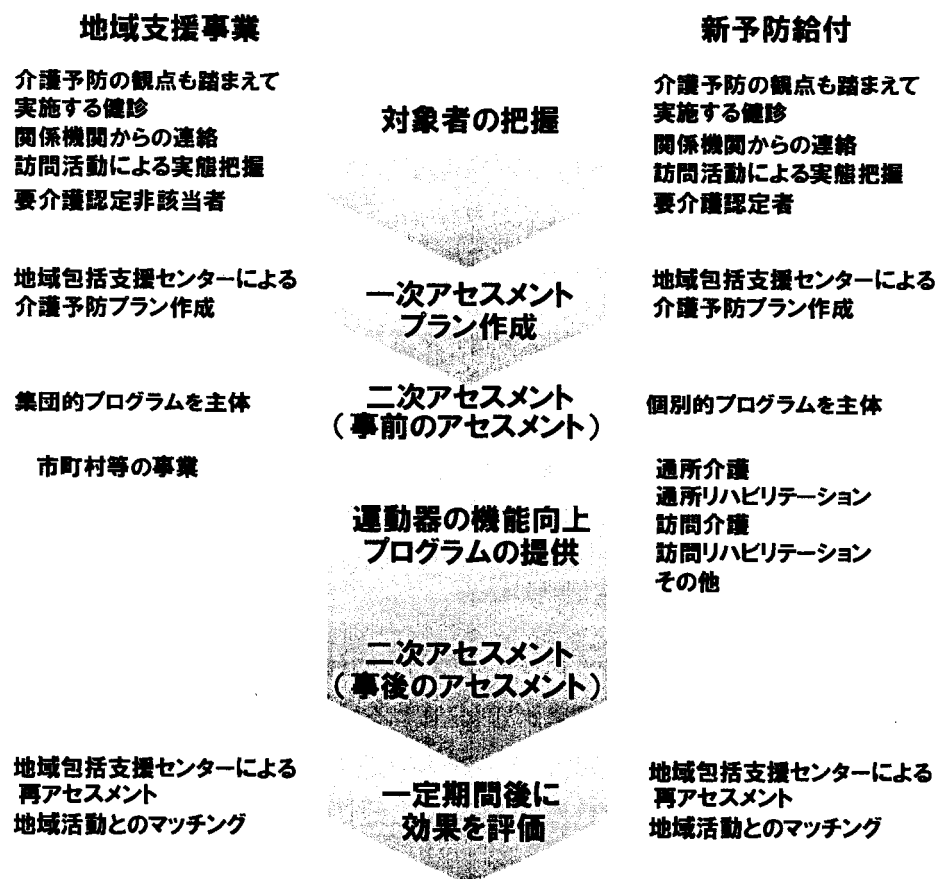 地域支援事業
新予防給付
介護予防の観点も踏まえて
実施する健診
関係機関からの連絡
訪問活動による実態把握
要介護認定非該当者
対象者の把握
介護予防の観点も踏まえて
実施する健診
関係機関からの連絡
訪問活動による実態把握
要介護認定者
地域包括支援センターによる
介護予防プラン作成
一次アセスメント
プラン作成
地域包括支援センターによる
介護予防プラン作成
集団的プログラムを主体
二次アセスメント
(事前のアセスメント)
個別的プログラムを主体
市町村等の事業
運動器の機能向上
プログラムの提供
通所介護
通所リハビリテーション
訪問介護
訪問リハビリテーション
その他
二次アセスメント
(事後のアセスメント)
地域包括支援センターによる
再アセスメント
地域活動とのマッチング
一定期間後に
効果を評価
地域包括支援センターによる
再アセスメント
地域活動とのマッチング